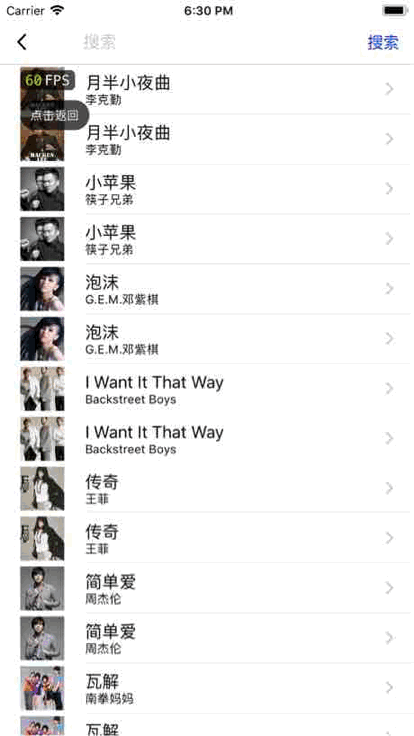 Carrier 6:30 PM
搜索 搜索
60 FPS
月半小夜曲
李克勤
点击返回
月半小夜曲
李克勤
小苹果
筷子兄弟
小苹果
筷子兄弟
泡沫
G.E.M.邓紫棋
泡沫
G.E.M.邓紫棋
I Want It That Way
Backstreet Boys
I Want It That Way
Backstreet Boys
传奇
王菲
传奇
王菲
简单爱
周杰伦
简单爱
周杰伦
瓦解
南拳妈妈
瓦解